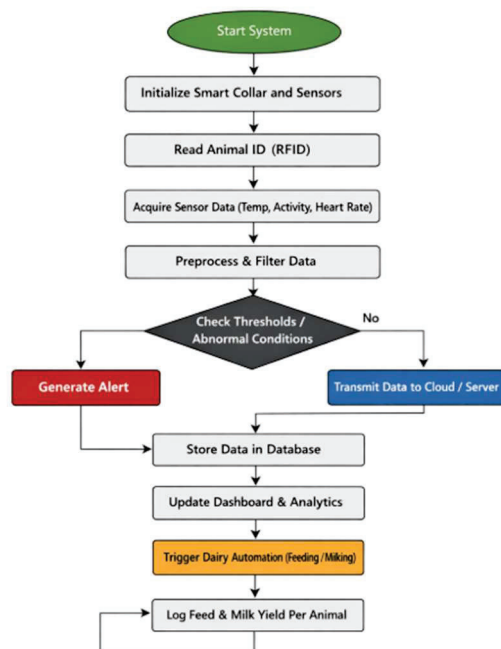 Start System
Initialize Smart Collar and Sensors
Read Animal ID (RFID)
Acquire Sensor Data (Temp, Activity, Heart Rate)
Preprocess & Filter Data
Check Thresholds /
Abnormal Conditions
No
Generate Alert
Transmit Data to Cloud / Server
Store Data in Database
Update Dashboard & Analytics
Trigger Dairy Automation (Feeding / Milking)
Log Feed & Milk Yield Per Animal